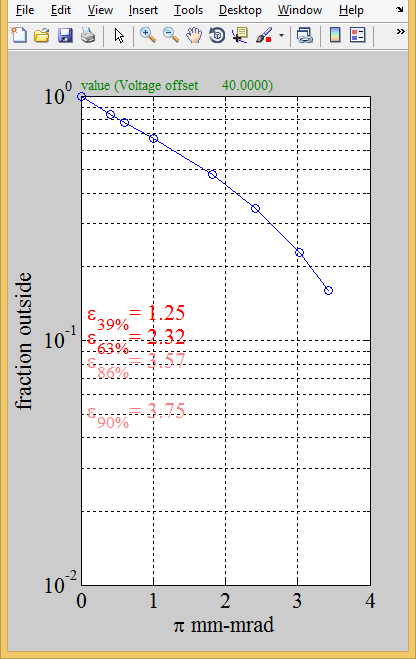 File Edit View Insert Tools Desktop Window Help
value (Voltage offset 40.0000)
10^0
fraction outside
ε39% = 1.25
10^-1
ε63% = 2.32
ε86% = 3.57
ε90% = 3.75
10^-2
0 1 2 3 4
π mm-mrad